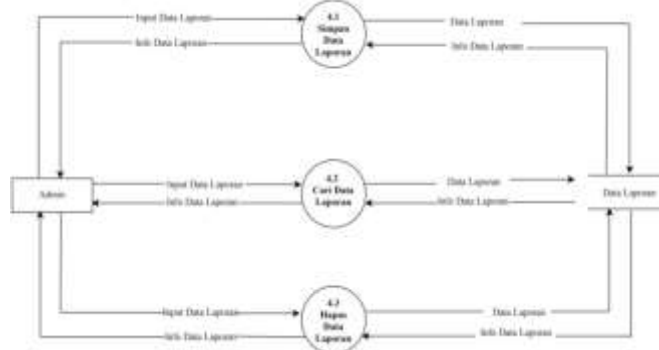 Input Data Laporan
4.1
Simpan
Data
Laporan
Data Laporan
Info Data Laporan
Info Data Laporan
Admin
Input Data Laporan
4.2
Cari Data
Laporan
Data Laporan
Info Data Laporan
Info Data Laporan
Data Laporan
Input Data Laporan
4.3
Hapus
Data
Laporan
Data Laporan
Info Data Laporan
Info Data Laporan